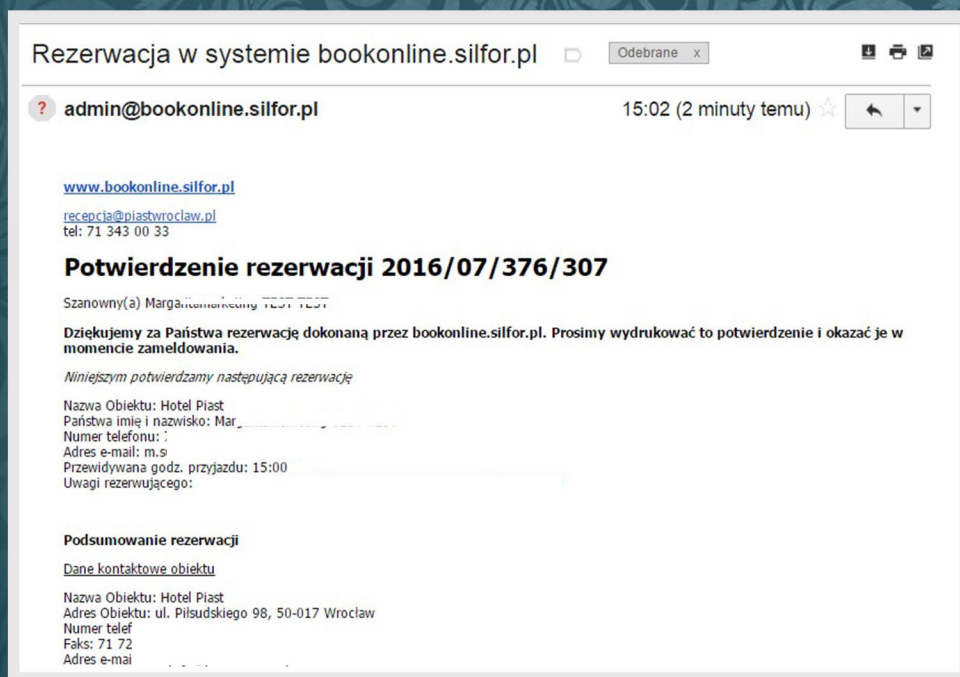 Rezerwacja w systemie bookonline.silfor.pl Odebrane x
? admin@bookonline.silfor.pl 15:02 (2 minuty temu)
www.bookonline.silfor.pl
recepcja@piastwroclaw.pl
tel: 71 343 00 33
Potwierdzenie rezerwacji 2016/07/376/307
Szanowny(a)
Dziękujemy za Państwa rezerwację dokonaną przez bookonline.silfor.pl. Prosimy wydrukować to potwierdzenie i okazać je w
momencie zameldowania.
Niniejszym potwierdzamy następującą rezerwację
Nazwa Obiektu: Hotel Piast
Państwa imię i nazwisko: Mar
Numer telefonu:
Adres e-mail: m.s
Przewidywana godz. przyjazdu: 15:00
Uwagi rezerwującego:
Podsumowanie rezerwacji
Dane kontaktowe obiektu
Nazwa Obiektu: Hotel Piast
Adres Obiektu: ul. Piłsudskiego 98, 50-017 Wrocław
Numer telef
Faks: 71 72
Adres e-mai